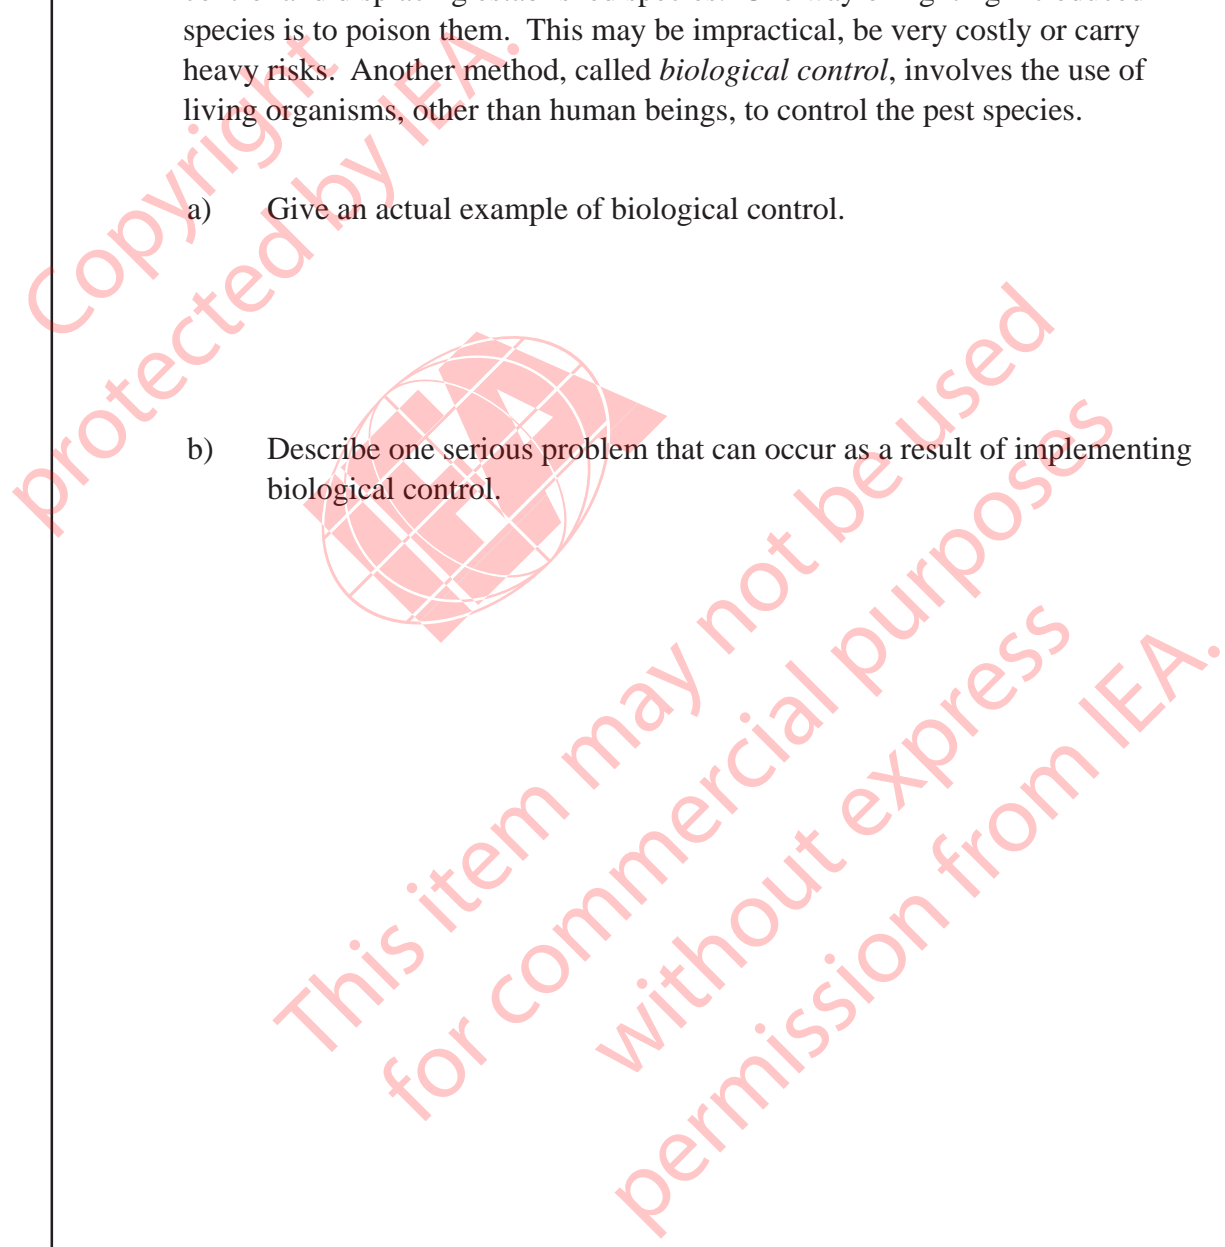 species is to poison them. This may be impractical, be very costly or carry
heavy risks. Another method, called biological control, involves the use of
living organisms, other than human beings, to control the pest species.
a) Give an actual example of biological control.
b) Describe one serious problem that can occur as a result of implementing
biological control.
Copyright
protected by IEA.
This item may not be used
for commercial purposes
without express
permission from IEA.
IEA